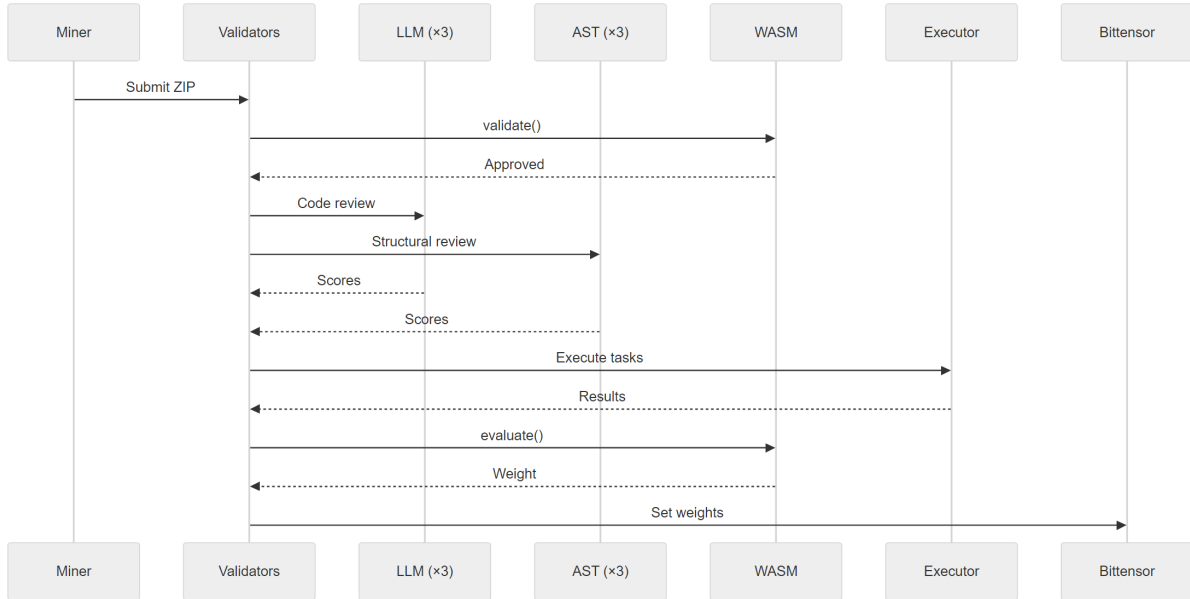 Miner Validators LLM (×3) AST (×3) WASM Executor Bittensor
Submit ZIP
validate()
Approved
Code review
Structural review
Scores
Scores
Execute tasks
Results
evaluate()
Weight
Set weights
Miner Validators LLM (×3) AST (×3) WASM Executor Bittensor